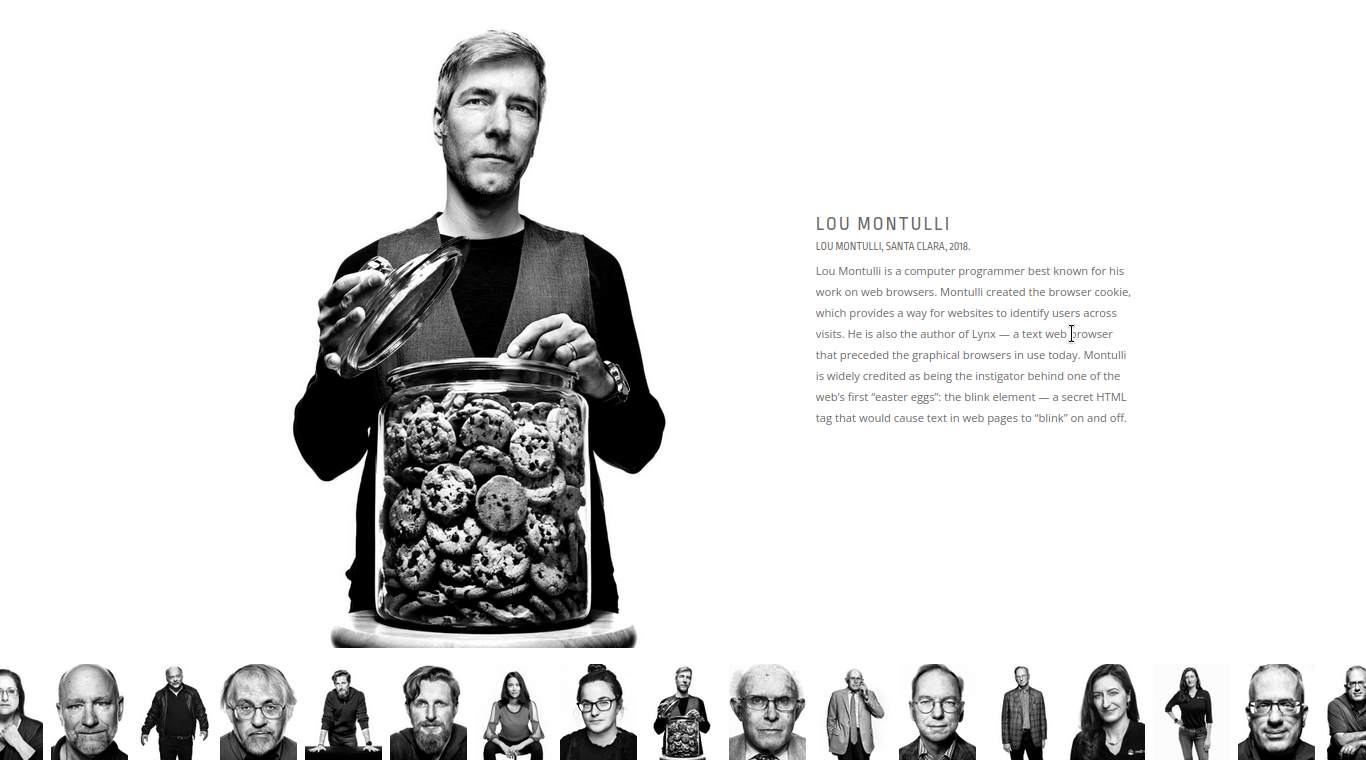 LOU MONTULLI
LOU MONTULLI, SANTA CLARA, 2018.
Lou Montulli is a computer programmer best known for his
work on web browsers. Montulli created the browser cookie,
which provides a way for websites to identify users across
visits. He is also the author of Lynx — a text web browser
that preceded the graphical browsers in use today. Montulli
is widely credited as being the instigator behind one of the
web’s first “easter eggs”: the blink element — a secret HTML
tag that would cause text in web pages to “blink” on and off.